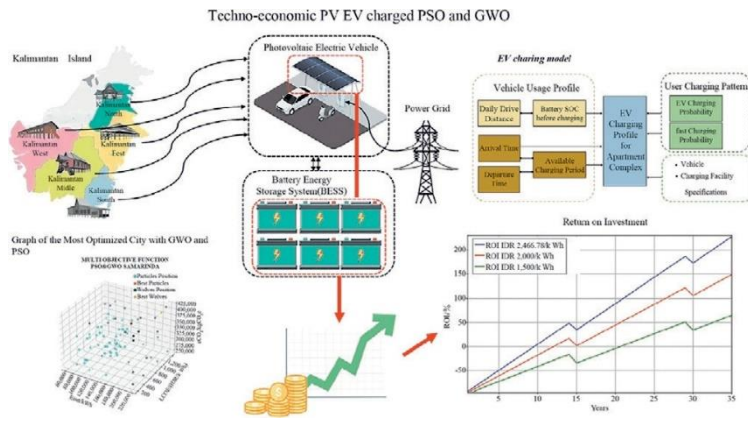 Techno-economic PV EV charged PSO and GWO
Kalimantan Island
Kalimantan
North
Kalimantan
West
Kalimantan
East
Kalimantan
Midle
Kalimantan
North
Photovoltaic Electric Vehicle
Power Grid
Battery Energy
Storage System(BESS)
EV charing model
Vehicle Usage Profile
Daily Drive
Distance
Battery SOC
before charging
Arrival Time
Departure
Time
Available
Charging Period
EV
Charging
Profile
for
Apartment
Complex
User Charging Pattern
EV Charging
Probability
fast Charging
Probability
• Vehicle
• Charging Facility
Specifications
Graph of the Most Optimized City with GWO and
PSO
MULTI OBJECTIVE FUNCTION
PSO/GWO SAMARINDA
Particles Position
Best Particles
Wolves Position
Best Wolves
Return on Investment
ROI IDR 2,466.78/k Wh
ROI IDR 2,000/k Wh
ROI IDR 1,500/k Wh
ROI/%
200
150
100
50
0
-50
5
10
15
20
25
30
35
Years